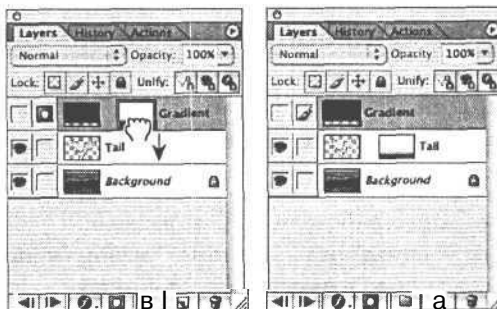 Layers History Actions
Normal Opacity: 100%
Lock: Unify:
Gradient
Tail
Background
в
Layers History Actions
Normal Opacity: 100%
Lock: Unify:
Gradient
Tail
Background
a